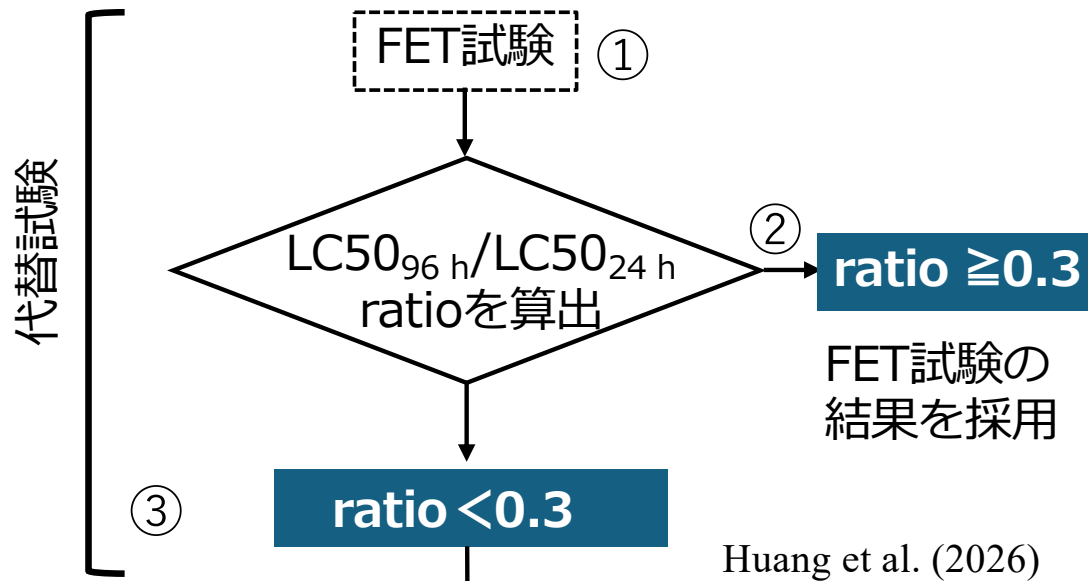 FET試験
①
代替試験
LC50₉₆ ₕ/LC50₂₄ ₕ
ratioを算出
②
ratio ≧0.3
FET試験の
結果を採用
③
ratio <0.3
Huang et al. (2026)